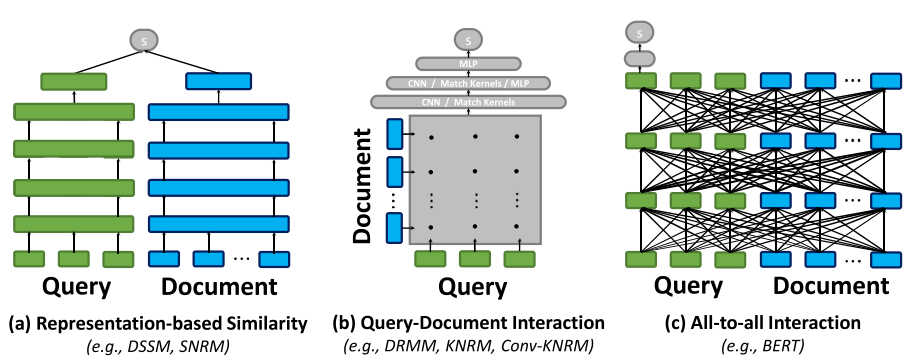 S
Query
Document
(a) Representation-based Similarity
(e.g., DSSM, SNRM)
S
MLP
CNN / Match Kernels / MLP
CNN / Match Kernels
Document
Query
(b) Query-Document Interaction
(e.g., DRMM, KNRM, Conv-KNRM)
S
Query
Document
(c) All-to-all Interaction
(e.g., BERT)